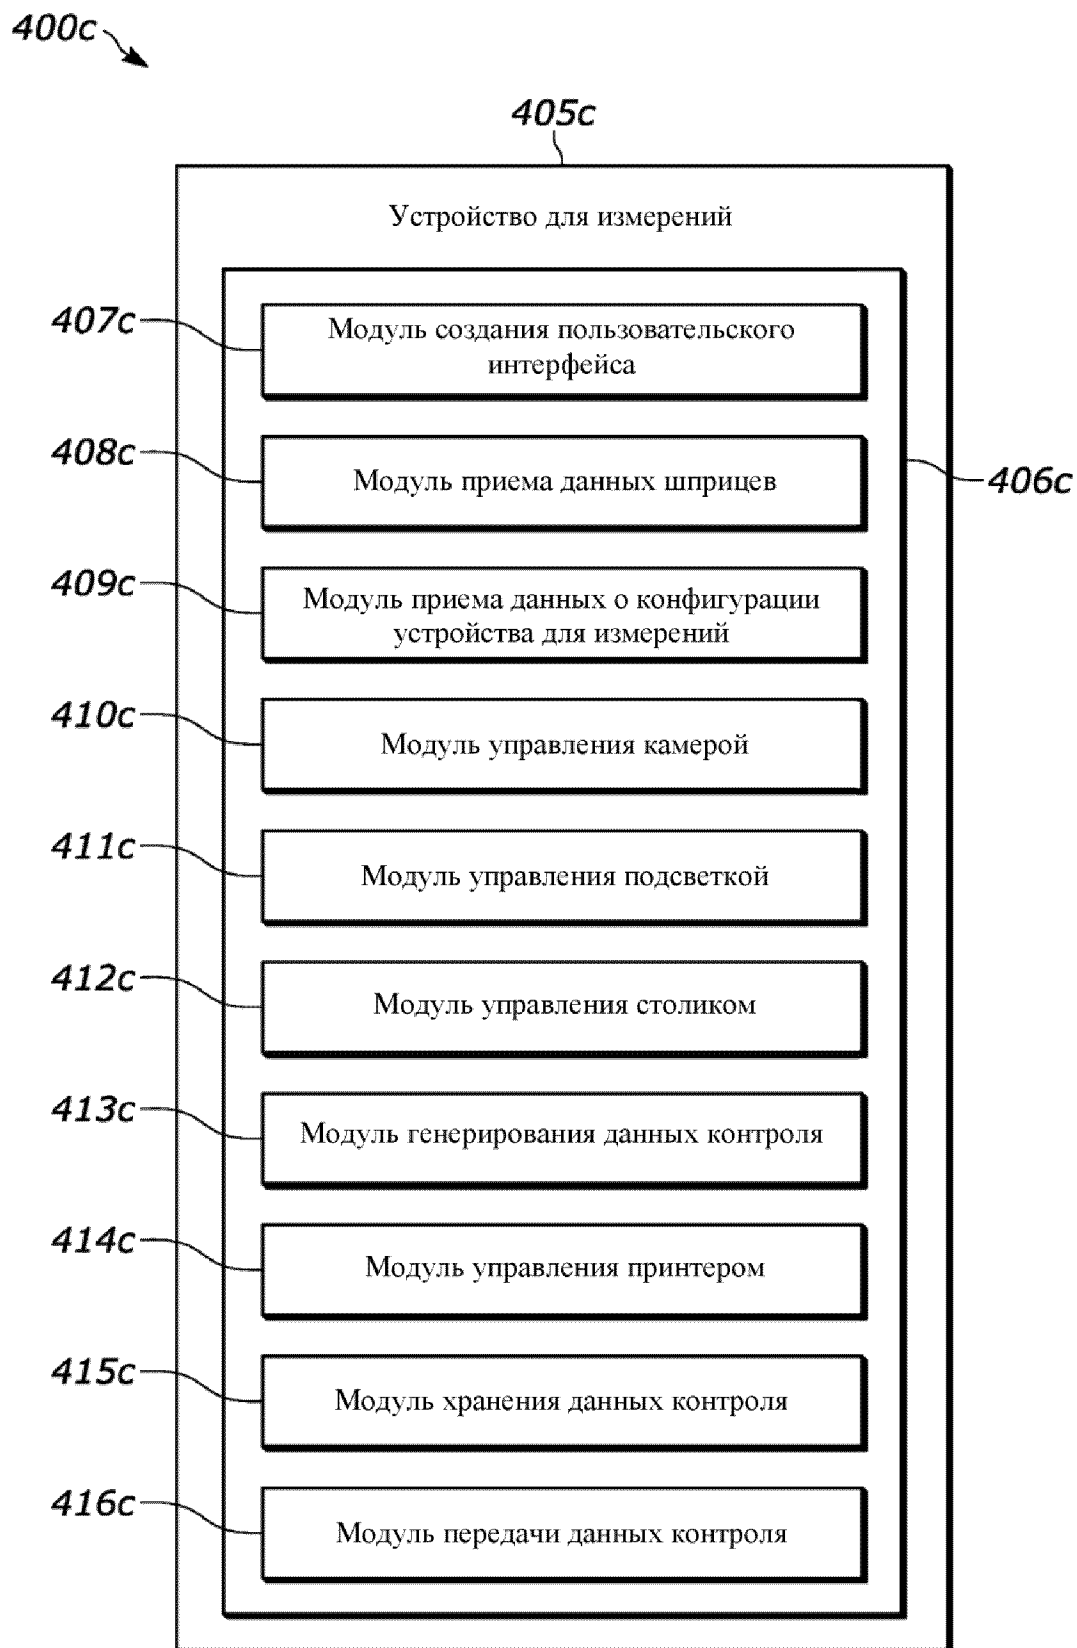 400c
405c
Устройство для измерений
407c
Модуль создания пользовательского
интерфейса
408c
Модуль приема данных шприцев
406c
409c
Модуль приема данных о конфигурации
устройства для измерений
410c
Модуль управления камерой
411c
Модуль управления подсветкой
412c
Модуль управления столиком
413c
Модуль генерирования данных контроля
414c
Модуль управления принтером
415c
Модуль хранения данных контроля
416c
Модуль передачи данных контроля